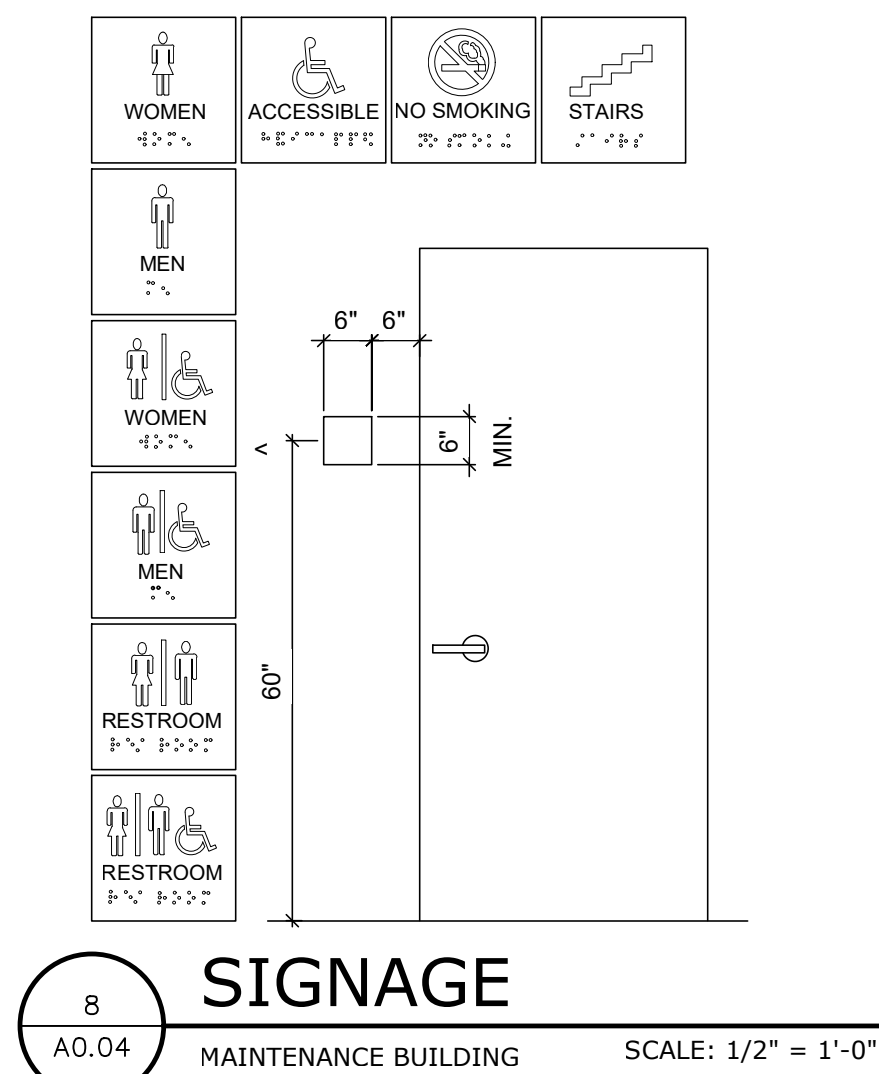 WOMEN
ACCESSIBLE
NO SMOKING
STAIRS
MEN
WOMEN
MEN
RESTROOM
RESTROOM
6" 6"
6"
MIN.
<
60"
SIGNAGE
8
A0.04
MAINTENANCE BUILDING
SCALE: 1/2" = 1'-0"